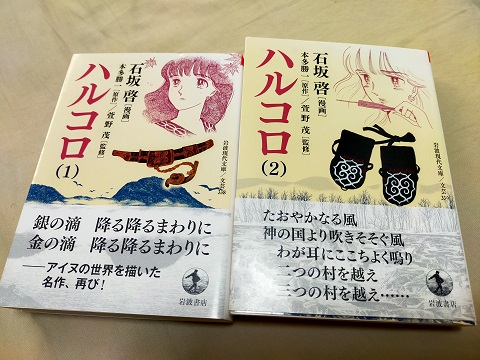 石坂 啓[漫画]
本多勝一[原作]/萱野 茂[監修]
ハルコロ
(1)
岩波現代文庫/文芸
銀の滴 降る降るまわりに
金の滴 降る降るまわりに
――アイヌの世界を描いた
名作、再び!
岩波書店
石坂 啓[漫画]
本多勝一[原作]/萱野 茂[監修]
ハルコロ
(2)
岩波現代文庫/文芸
たおやかなる風
神の国より吹きそそぐ風
わが耳にここちよく鳴り
二つの村を越え
三つの村を越え……
岩波書店